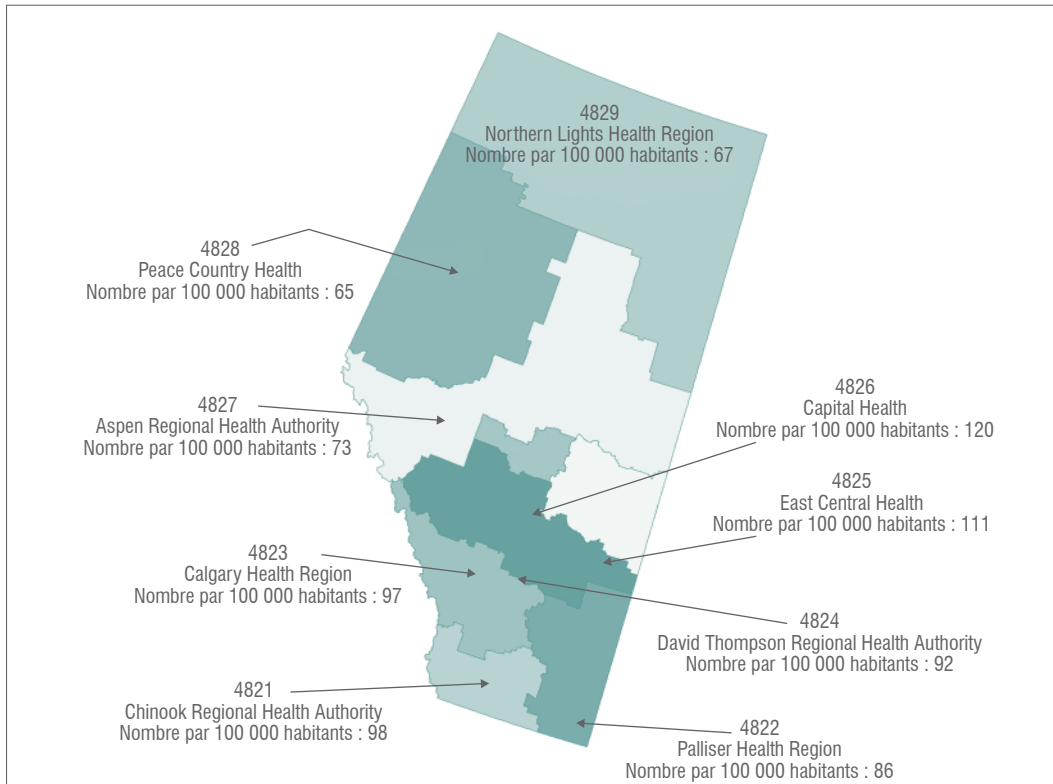 4829
Northern Lights Health Region
Nombre par 100 000 habitants : 67
4828
Peace Country Health
Nombre par 100 000 habitants : 65
4827
Aspen Regional Health Authority
Nombre par 100 000 habitants : 73
4826
Capital Health
Nombre par 100 000 habitants : 120
4825
East Central Health
Nombre par 100 000 habitants : 111
4823
Calgary Health Region
Nombre par 100 000 habitants : 97
4824
David Thompson Regional Health Authority
Nombre par 100 000 habitants : 92
4821
Chinook Regional Health Authority
Nombre par 100 000 habitants : 98
4822
Palliser Health Region
Nombre par 100 000 habitants : 86